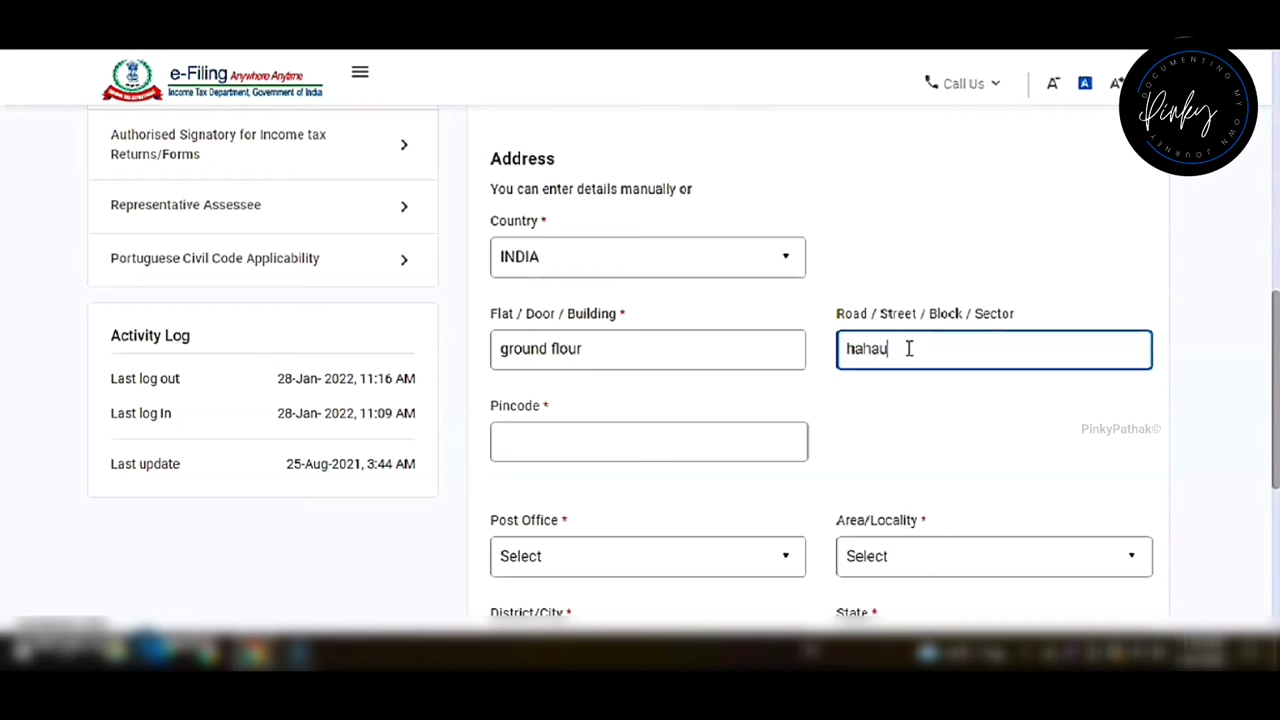 e-Filing Anywhere Anytime
Income Tax Department, Government of India
Call Us
A-
A
A+
DOCUMENTING MY OWN JOURNEY
Pinky
Authorised Signatory for Income tax
Returns/Forms
Representative Assessee
Portuguese Civil Code Applicability
Activity Log
Last log out 28-Jan- 2022, 11:16 AM
Last log In 28-Jan- 2022, 11:09 AM
Last update 25-Aug-2021, 3:44 AM
Address
You can enter details manually or
Country *
INDIA
Flat / Door / Building * Road / Street / Block / Sector
ground flour hahau
Pincode *
PinkyPathak©
Post Office * Area/Locality *
Select Select
District/City * State *